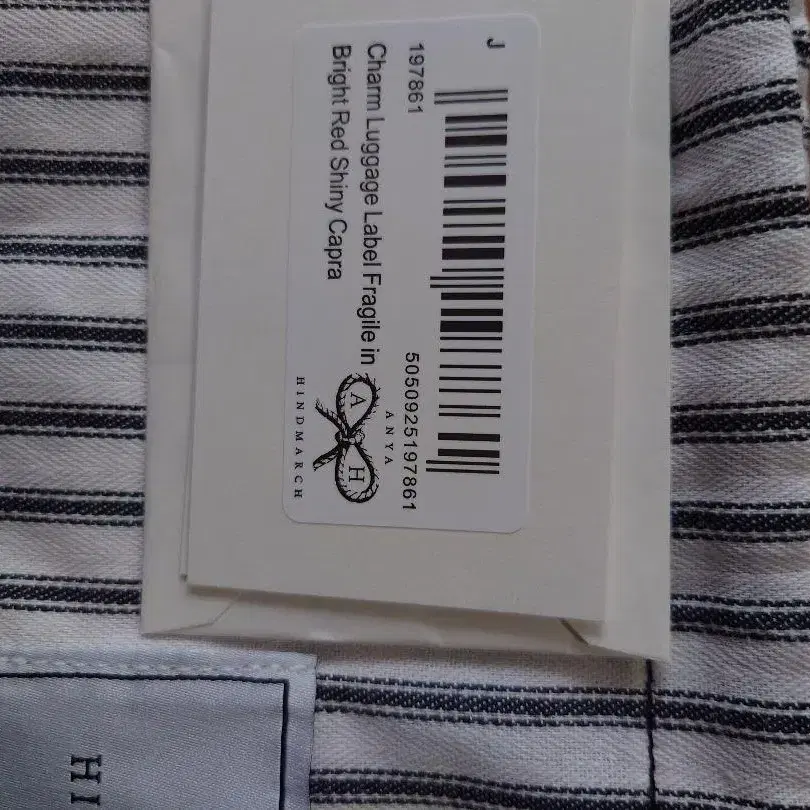 J
197861
5050925197861
Charm Luggage Label Fragile in
Bright Red Shiny Capra
ANYA
A H
HINDMARCH
HI